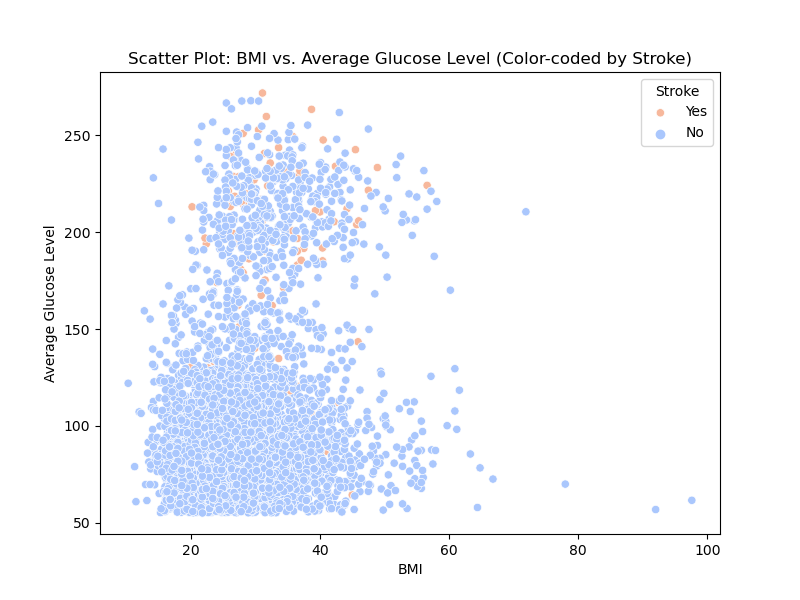 Scatter Plot: BMI vs. Average Glucose Level (Color-coded by Stroke)
Stroke
Yes
No
250
200
150
100
50
Average Glucose Level
20
40
60
80
100
BMI